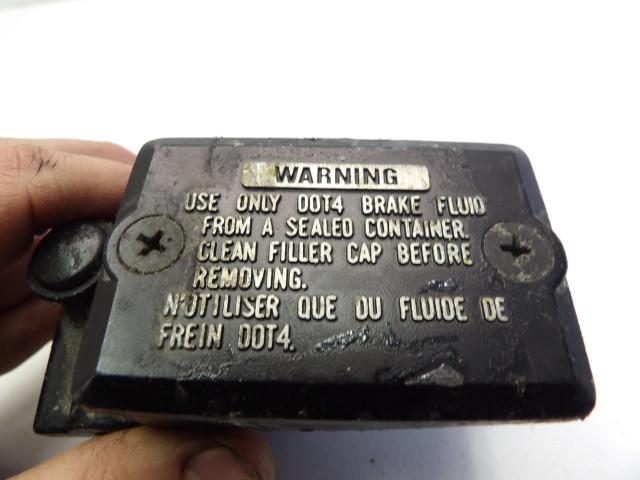 WARNING
USE ONLY DOT4 BRAKE FLUID
FROM A SEALED CONTAINER.
CLEAN FILLER CAP BEFORE
REMOVING.
N'UTILISER QUE DU FLUIDE DE
FREIN DOT4.